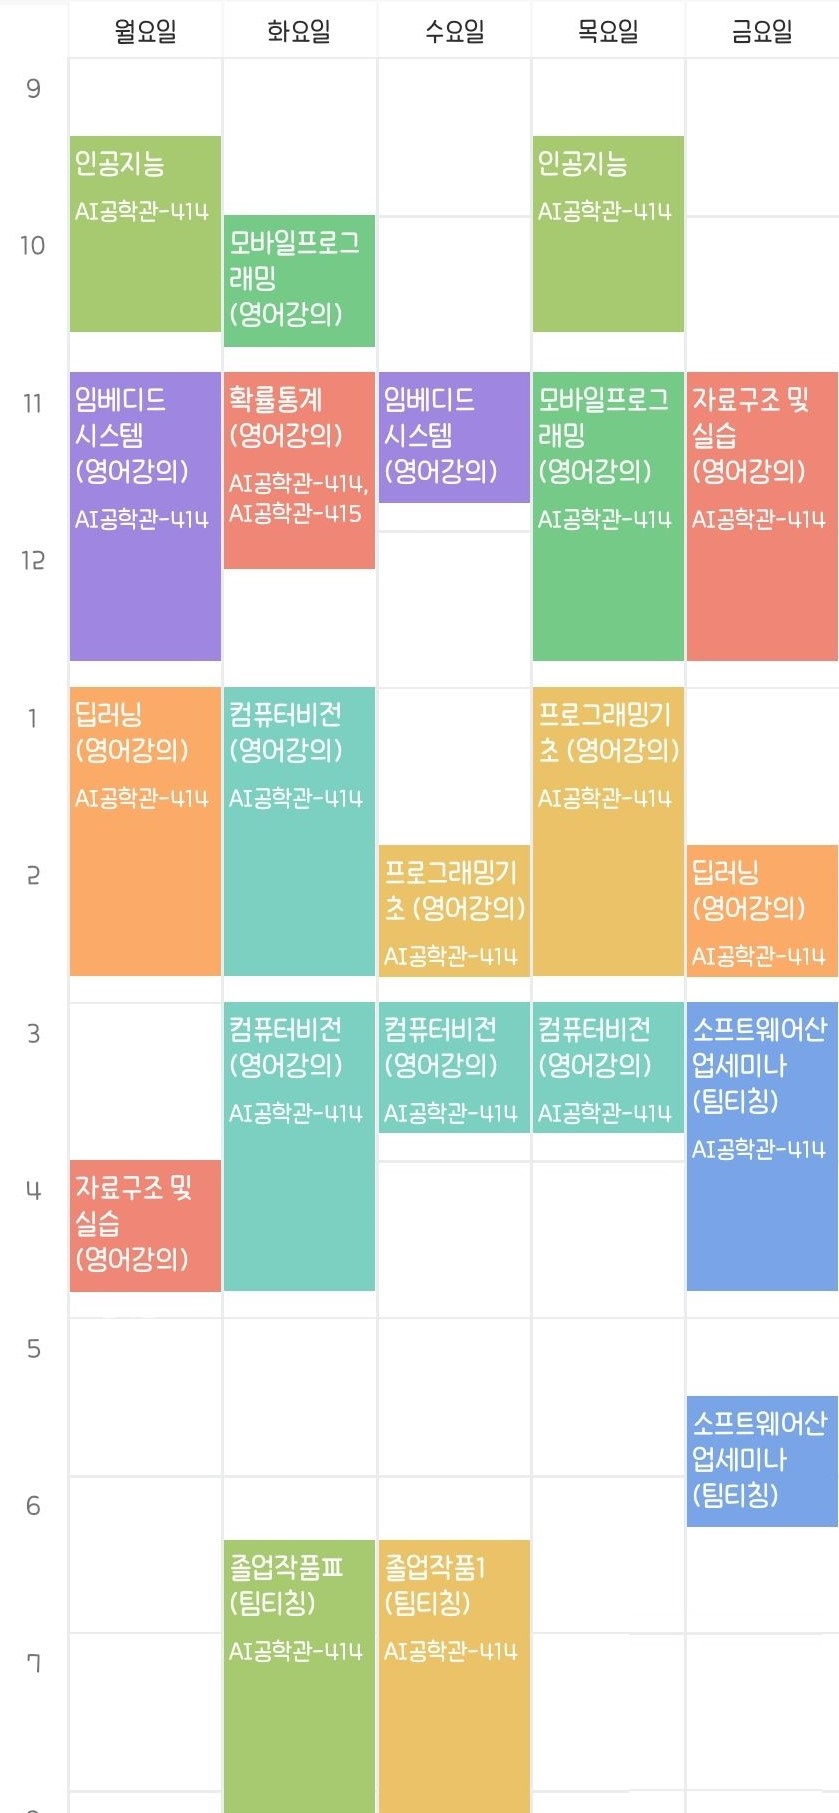 월요일 화요일 수요일 목요일 금요일
9
인공지능
AI공학관-414
인공지능
AI공학관-414
10
모바일프로그
래밍
(영어강의)
11
임베디드
시스템
(영어강의)
AI공학관-414
확률통계
(영어강의)
AI공학관-414,
AI공학관-415
임베디드
시스템
(영어강의)
모바일프로그
래밍
(영어강의)
AI공학관-414
자료구조 및
실습
(영어강의)
AI공학관-414
12
1
딥러닝
(영어강의)
AI공학관-414
컴퓨터비전
(영어강의)
AI공학관-414
프로그래밍기
초 (영어강의)
AI공학관-414
2
프로그래밍기
초 (영어강의)
AI공학관-414
딥러닝
(영어강의)
AI공학관-414
3
컴퓨터비전
(영어강의)
AI공학관-414
컴퓨터비전
(영어강의)
AI공학관-414
컴퓨터비전
(영어강의)
AI공학관-414
소프트웨어산
업세미나
(팀티칭)
AI공학관-414
4
자료구조 및
실습
(영어강의)
5
소프트웨어산
업세미나
(팀티칭)
6
졸업작품Ⅲ
(팀티칭)
AI공학관-414
졸업작품1
(팀티칭)
AI공학관-414
7